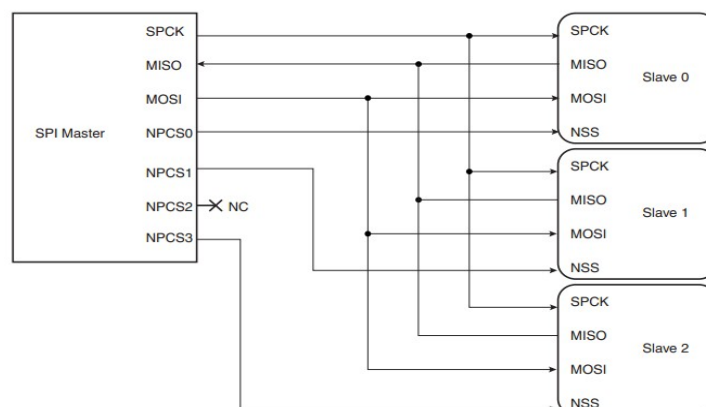 SPI Master
SPCK
MISO
MOSI
NPCS0
NPCS1
NPCS2
NC
NPCS3
SPCK
MISO
MOSI
NSS
Slave 0
SPCK
MISO
MOSI
NSS
Slave 1
SPCK
MISO
MOSI
NSS
Slave 2